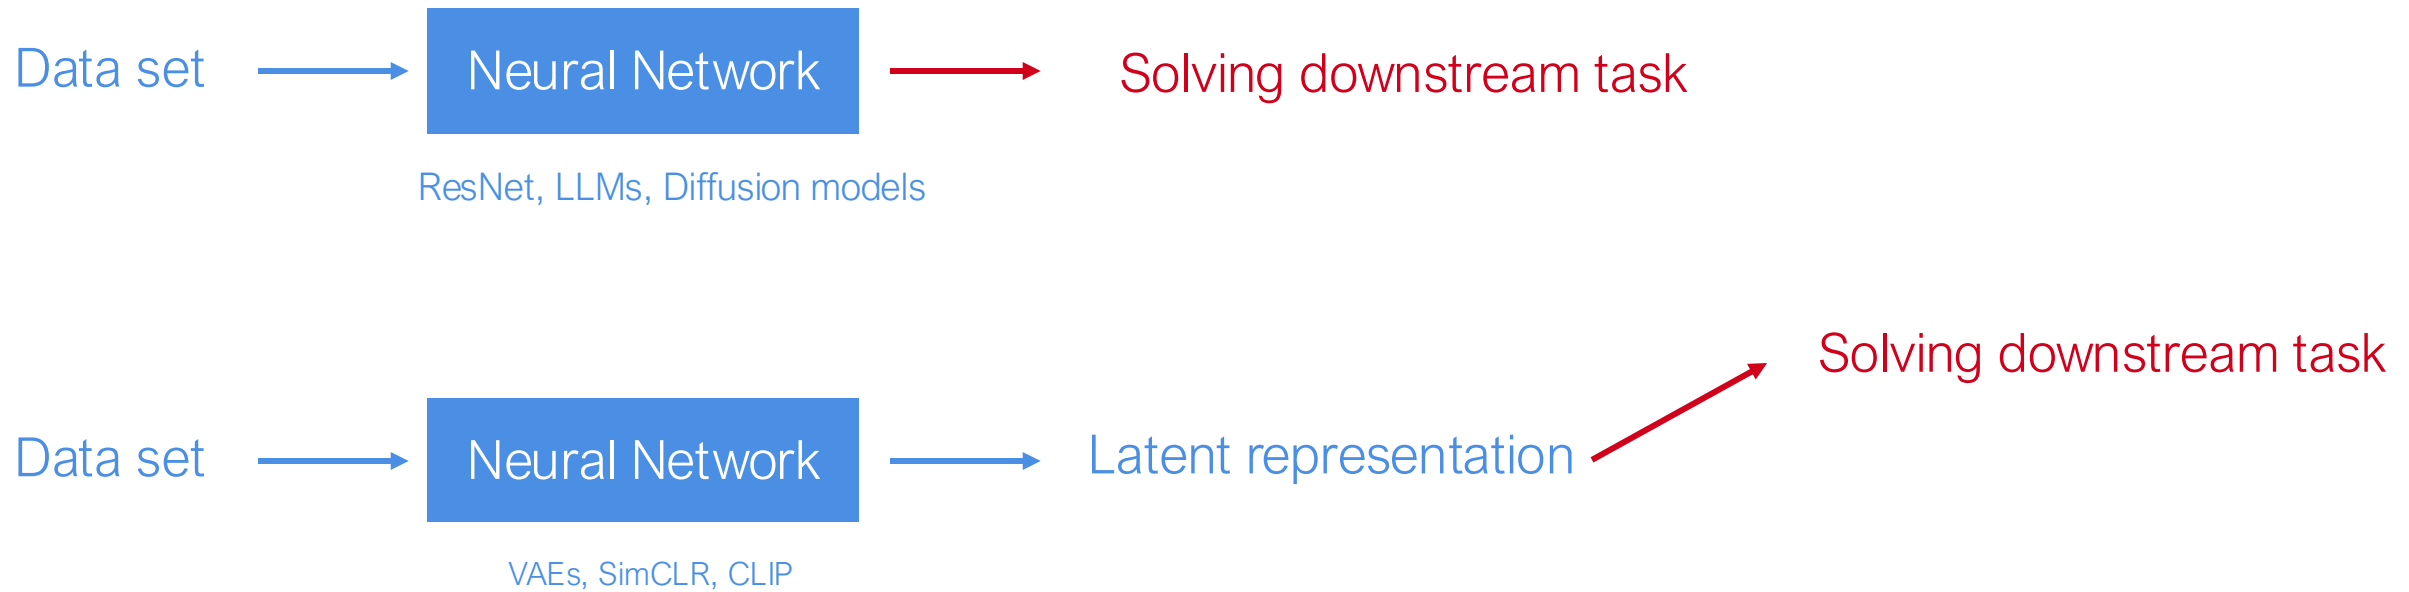 Data set
Neural Network
Solving downstream task
ResNet, LLMs, Diffusion models
Solving downstream task
Data set
Neural Network
Latent representation
VAEs, SimCLR, CLIP